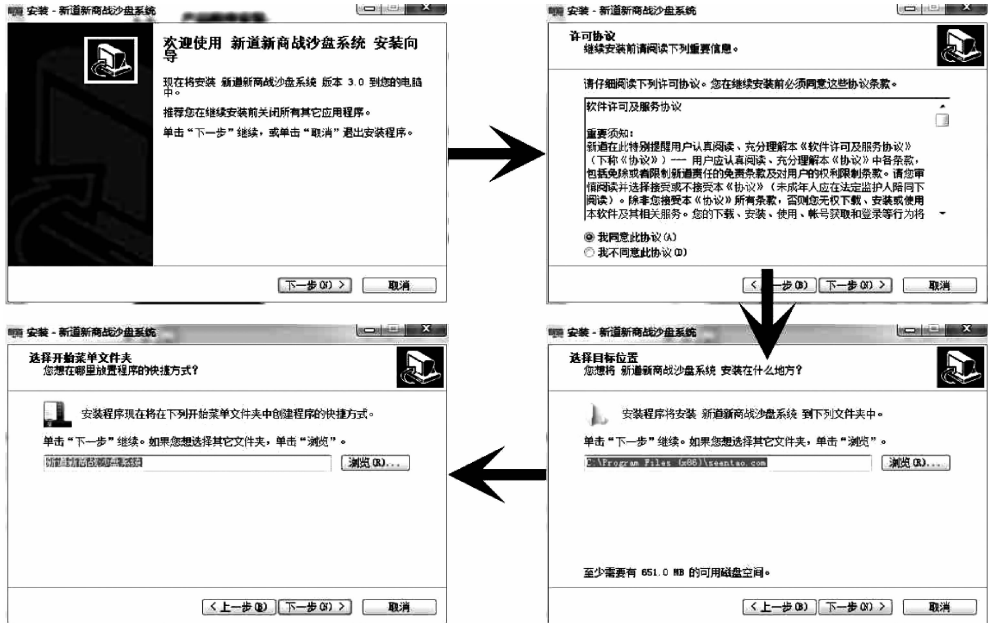 安装 - 新道新商战沙盘系统
欢迎使用 新道新商战沙盘系统 安装向
导
现在将安装 新道新商战沙盘系统 版本 3.0 到您的电脑
中。
推荐您在继续安装前关闭所有其它应用程序。
单击“下一步”继续，或单击“取消”退出安装程序。
下一步(N) >
取消
安装 - 新道新商战沙盘系统
许可协议
继续安装前请阅读下列重要信息。
请仔细阅读下列许可协议。您在继续安装前必须同意这些协议条款。
软件许可及服务协议
重要须知：
新道在此特别提醒用户认真阅读、充分理解本《软件许可及服务协议》
（下称《协议》）--- 用户应认真阅读、充分理解本《协议》中各条款，
包括免除或者限制新道责任的免责条款及对用户的权利限制条款。请您审
慎阅读并选择接受或不接受本《协议》（未成年人应在法定监护人陪同下
阅读）。除非您接受本《协议》所有条款，否则您无权下载、安装或使用
本软件及其相关服务。您的下载、安装、使用、帐号获取和登录等行为将
我同意此协议(A)
我不同意此协议(D)
一步(B)
下一步(N) >
取消
安装 - 新道新商战沙盘系统
选择开始菜单文件夹
您想在哪里放置程序的快捷方式？
安装程序现在将在下列开始菜单文件夹中创建程序的快捷方式。
单击“下一步”继续。如果您想选择其它文件夹，单击“浏览”。
新道新商战沙盘系统
浏览(R)...
< 上一步(B)
下一步(N) >
取消
安装 - 新道新商战沙盘系统
选择目标位置
您想将 新道新商战沙盘系统 安装在什么地方？
安装程序将安装 新道新商战沙盘系统 到下列文件夹中。
单击“下一步”继续。如果您想选择其它文件夹，单击“浏览”。
C:\Program Files (x86)\seentao.com
浏览(R)...
至少需要有 651.0 MB 的可用磁盘空间。
< 上一步(B)
下一步(N) >
取消